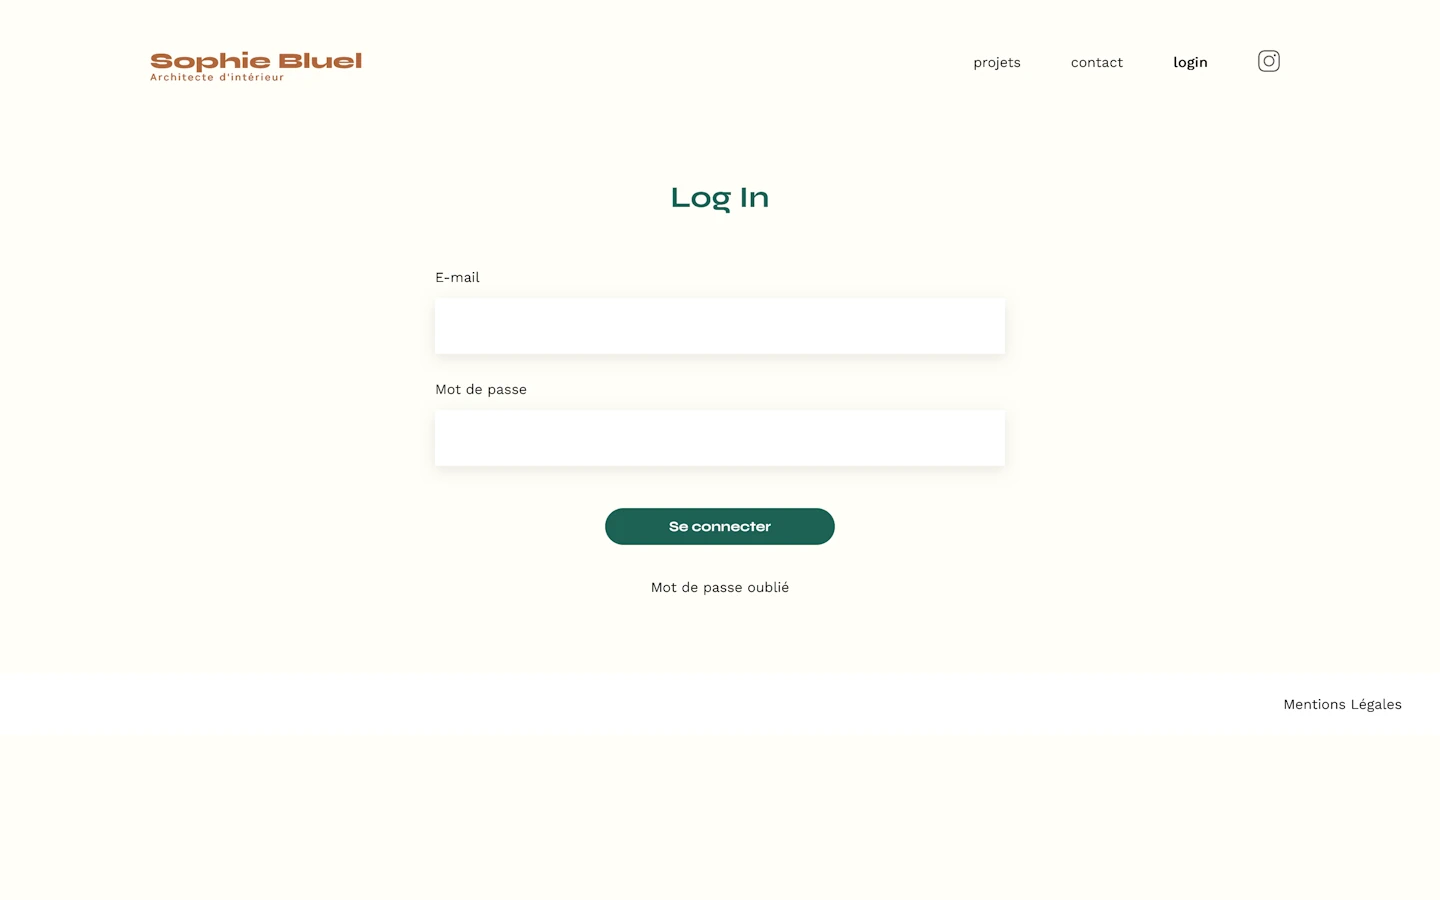 Sophie Bluel
Architecte d'intérieur
projets contact login
Log In
E-mail
Mot de passe
Se connecter
Mot de passe oublié
Mentions Légales